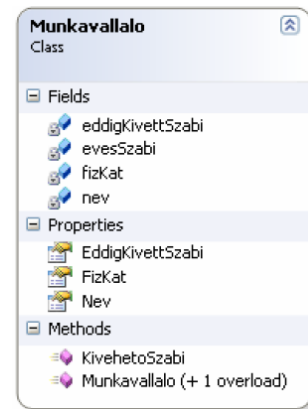 Munkavallalo
Class
Fields
eddigKivettSzabi
evesSzabi
fizKat
nev
Properties
EddigKivettSzabi
FizKat
Nev
Methods
KivehetoSzabi
Munkavallalo (+ 1 overload)